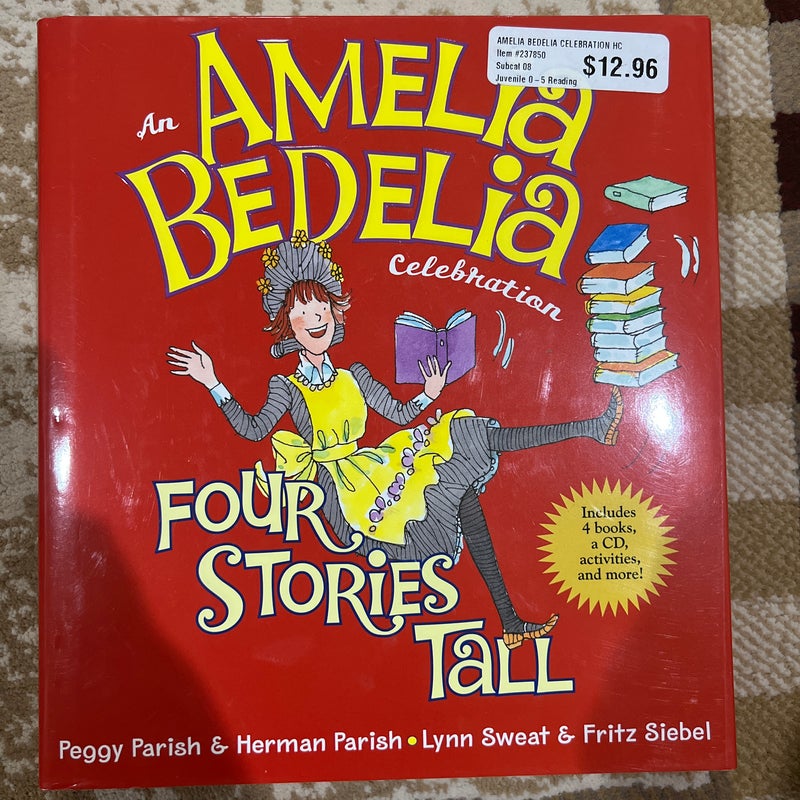 AMELIA BEDELIA CELEBRATION HC
Item #237850
Subcat 08
Juvenile 0-5 Reading
$12.96
An
AMELIA
BEDELIA
Celebration
FOUR
STORIES
TALL
Includes
4 books,
a CD,
activities,
and more!
Peggy Parish & Herman Parish • Lynn Sweat & Fritz Siebel